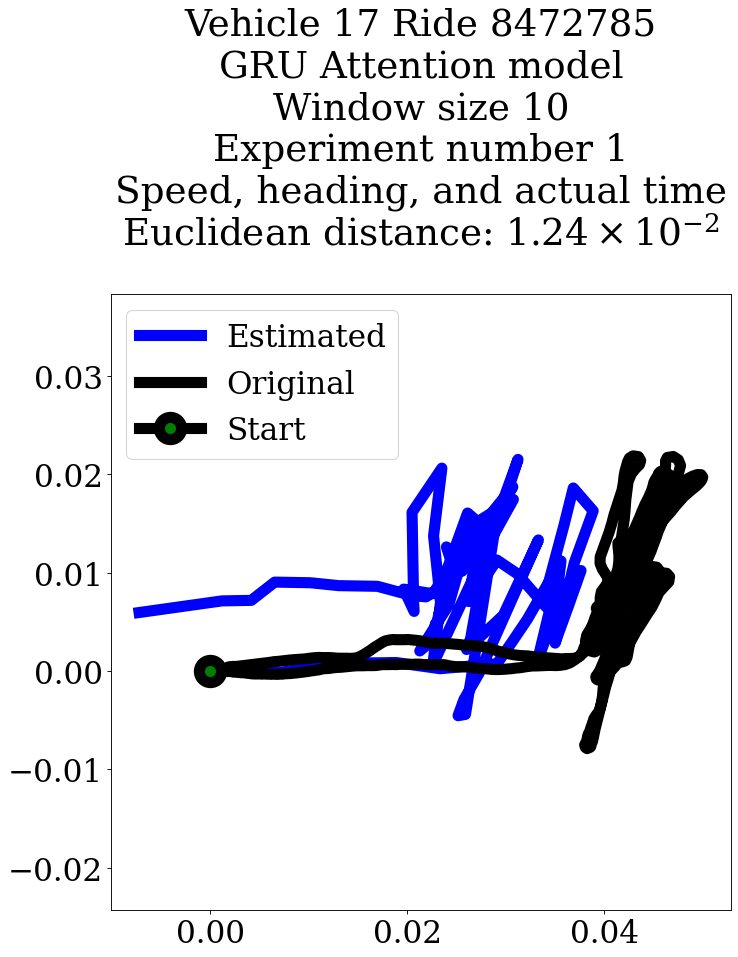 Vehicle 17 Ride 8472785
GRU Attention model
Window size 10
Experiment number 1
Speed, heading, and actual time
Euclidean distance: 1.24 × 10⁻²
Estimated
Original
Start
0.03
0.02
0.01
0.00
−0.01
−0.02
0.00 0.02 0.04